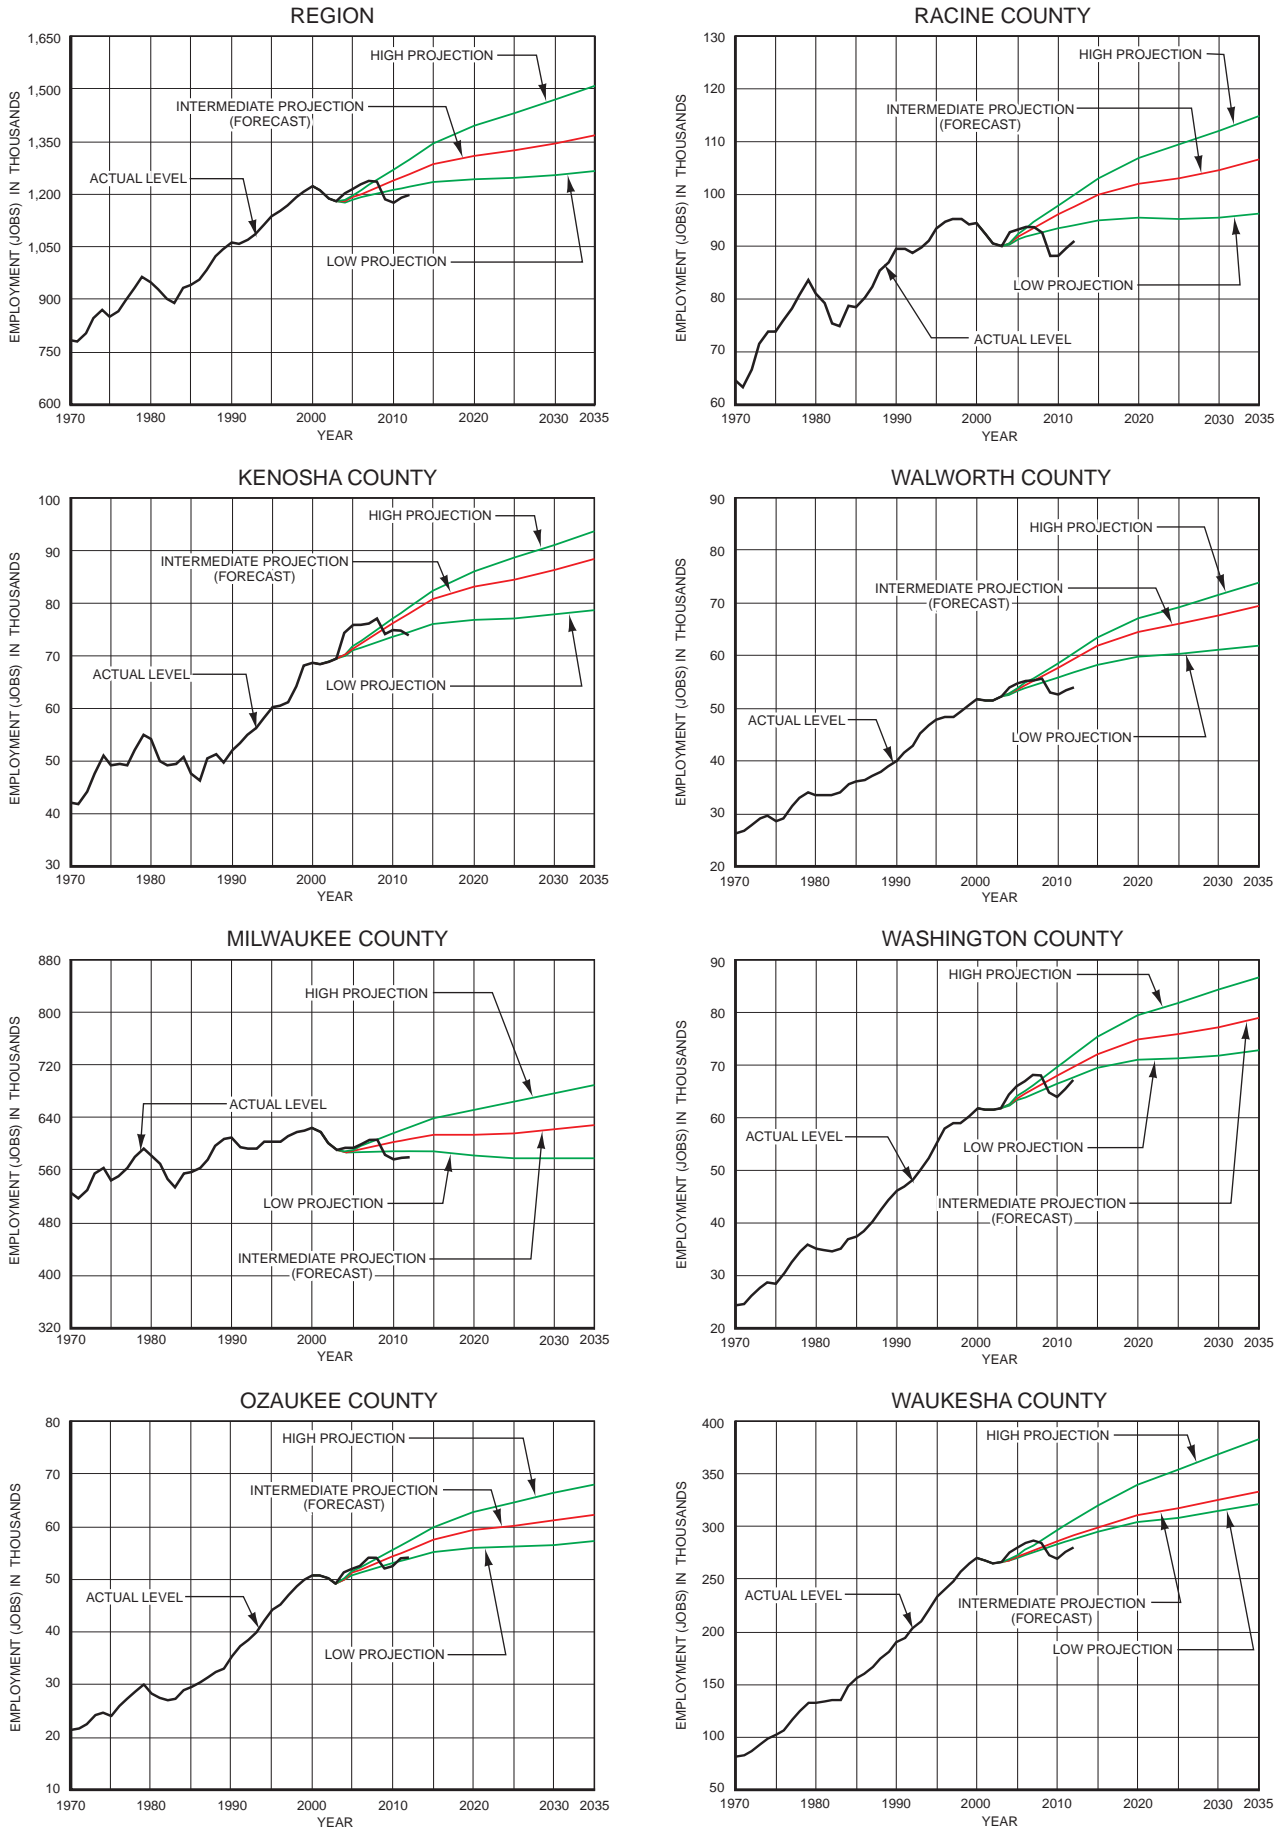 REGION
EMPLOYMENT (JOBS) IN THOUSANDS
1,650
1,500
1,350
1,200
1,050
900
750
600
HIGH PROJECTION
INTERMEDIATE PROJECTION
(FORECAST)
ACTUAL LEVEL
LOW PROJECTION
1970 1980 1990 2000 2010 2020 2030 2035
YEAR
RACINE COUNTY
EMPLOYMENT (JOBS) IN THOUSANDS
130
120
110
100
90
80
70
60
HIGH PROJECTION
INTERMEDIATE PROJECTION
(FORECAST)
LOW PROJECTION
ACTUAL LEVEL
1970 1980 1990 2000 2010 2020 2030 2035
YEAR
KENOSHA COUNTY
EMPLOYMENT (JOBS) IN THOUSANDS
100
90
80
70
60
50
40
30
HIGH PROJECTION
INTERMEDIATE PROJECTION
(FORECAST)
ACTUAL LEVEL
LOW PROJECTION
1970 1980 1990 2000 2010 2020 2030 2035
YEAR
WALWORTH COUNTY
EMPLOYMENT (JOBS) IN THOUSANDS
90
80
70
60
50
40
30
20
HIGH PROJECTION
INTERMEDIATE PROJECTION
(FORECAST)
ACTUAL LEVEL
LOW PROJECTION
1970 1980 1990 2000 2010 2020 2030 2035
YEAR
MILWAUKEE COUNTY
EMPLOYMENT (JOBS) IN THOUSANDS
880
800
720
640
560
480
400
320
HIGH PROJECTION
ACTUAL LEVEL
LOW PROJECTION
INTERMEDIATE PROJECTION
(FORECAST)
1970 1980 1990 2000 2010 2020 2030 2035
YEAR
WASHINGTON COUNTY
EMPLOYMENT (JOBS) IN THOUSANDS
90
80
70
60
50
40
30
20
HIGH PROJECTION
ACTUAL LEVEL
LOW PROJECTION
INTERMEDIATE PROJECTION
(FORECAST)
1970 1980 1990 2000 2010 2020 2030 2035
YEAR
OZAUKEE COUNTY
EMPLOYMENT (JOBS) IN THOUSANDS
80
70
60
50
40
30
20
10
HIGH PROJECTION
INTERMEDIATE PROJECTION
(FORECAST)
ACTUAL LEVEL
LOW PROJECTION
1970 1980 1990 2000 2010 2020 2030 2035
YEAR
WAUKESHA COUNTY
EMPLOYMENT (JOBS) IN THOUSANDS
400
350
300
250
200
150
100
50
HIGH PROJECTION
ACTUAL LEVEL
INTERMEDIATE PROJECTION
(FORECAST)
LOW PROJECTION
1970 1980 1990 2000 2010 2020 2030 2035
YEAR